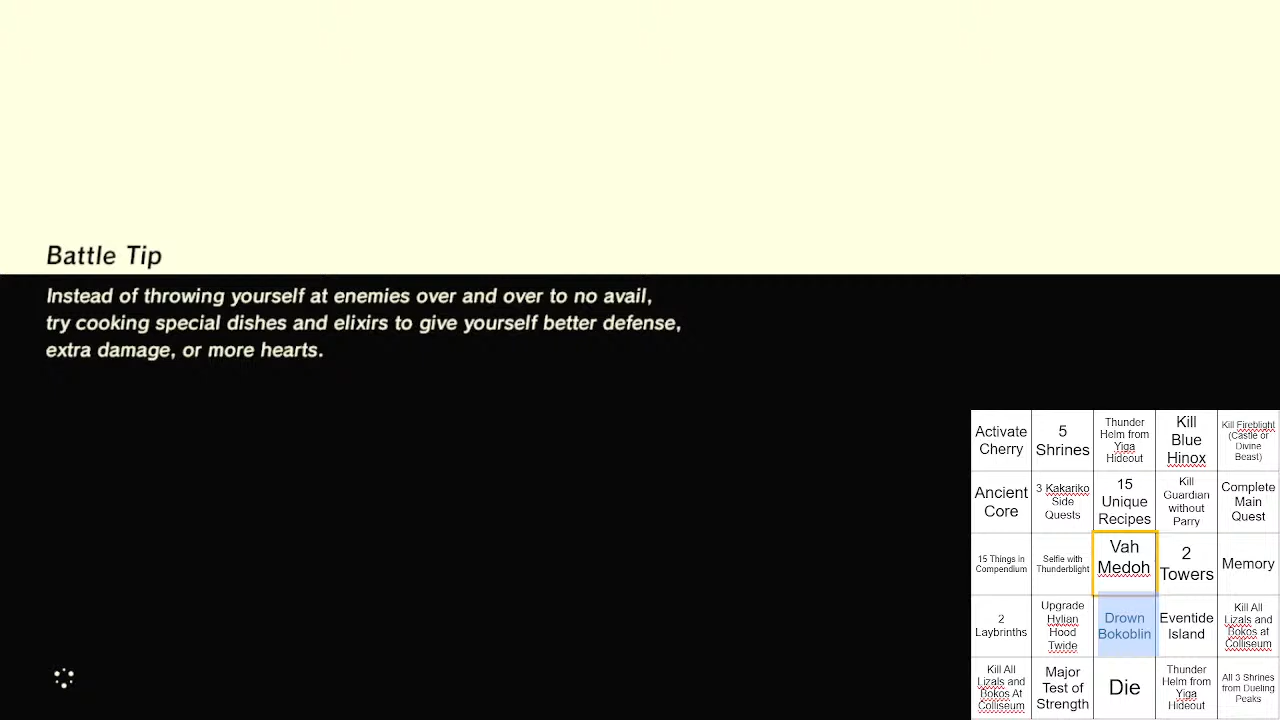 Battle Tip
Instead of throwing yourself at enemies over and over to no avail,
try cooking special dishes and elixirs to give yourself better defense,
extra damage, or more hearts.
Activate
Cherry
5
Shrines
Thunder
Helm from
Yiga
Hideout
Kill
Blue
Hinox
Kill Fireblight
(Castle or
Divine
Beast)
Ancient
Core
3 Kakariko
Side
Quests
15
Unique
Recipes
Kill
Guardian
without
Parry
Complete
Main
Quest
15 Things in
Compendium
Selfie with
Thunderblight
Vah
Medoh
2
Towers
Memory
2
Laybrinths
Upgrade
Hylian
Hood
Twide
Drown
Bokoblin
Eventide
Island
Kill All
Lizals and
Bokos at
Colliseum
Kill All
Lizals and
Bokos At
Colliseum
Major
Test of
Strength
Die
Thunder
Helm from
Yiga
Hideout
All 3 Shrines
from Dueling
Peaks